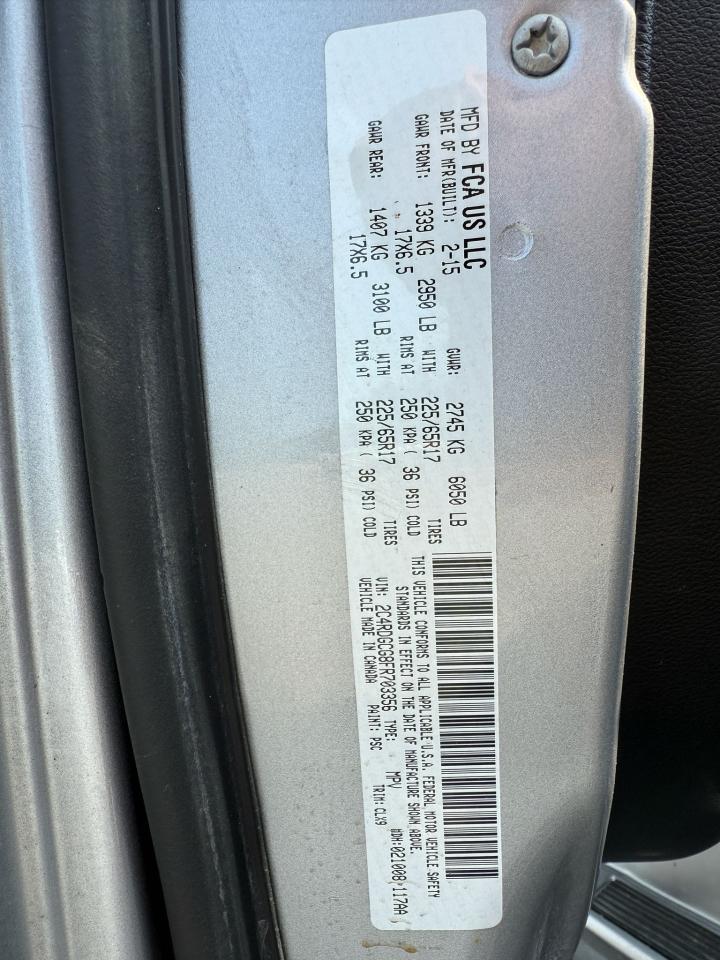 MFD BY FCA US LLC
DATE OF MFR(BUILT): 2-15 GVWR: 2745 KG 6050 LB
GAWR FRONT: 1339 KG 2950 LB WITH 225/65R17 TIRES
17X6.5 RIMS AT 250 KPA ( 36 PSI) COLD
GAWR REAR: 1407 KG 3100 LB WITH 225/65R17 TIRES
17X6.5 RIMS AT 250 KPA ( 36 PSI) COLD
THIS VEHICLE CONFORMS TO ALL APPLICABLE U.S.A. FEDERAL MOTOR VEHICLE SAFETY
STANDARDS IN EFFECT ON THE DATE OF MANUFACTURE SHOWN ABOVE.
VIN: 2C4RDGCG8FR703356 TYPE: MPV MDH:021008 117AA
VEHICLE MADE IN CANADA PAINT: PSC TRIM:CLX9